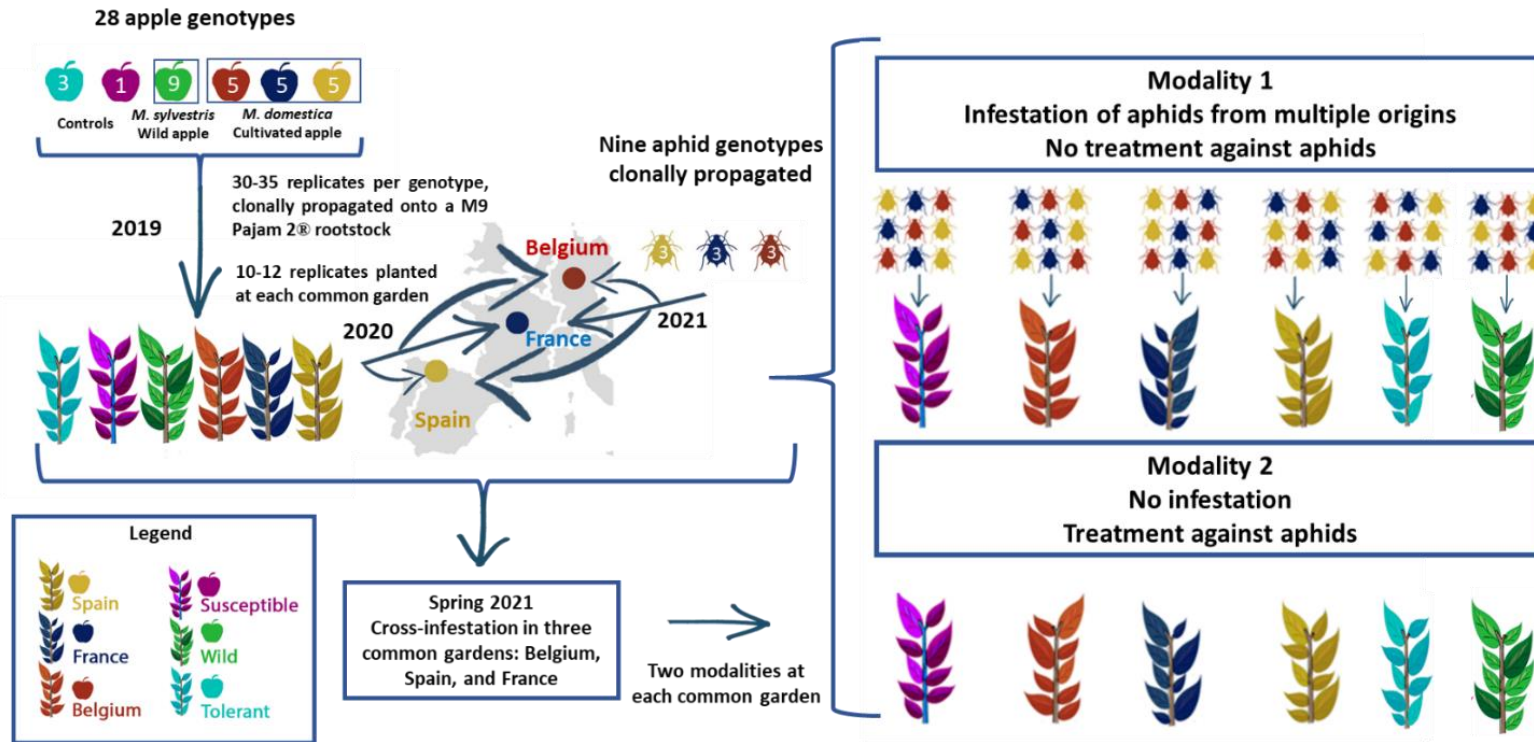 28 apple genotypes
3
1
9
5
5
5
Controls
M. sylvestris
Wild apple
M. domestica
Cultivated apple
2019
30-35 replicates per genotype,
clonally propagated onto a M9
Pajam 2® rootstock
10-12 replicates planted
at each common garden
Nine aphid genotypes
clonally propagated
3
3
3
Belgium
2020
France
2021
Spain
Legend
Spain
Susceptible
France
Wild
Belgium
Tolerant
Spring 2021
Cross-infestation in three
common gardens: Belgium,
Spain, and France
Two modalities at
each common garden
Modality 1
Infestation of aphids from multiple origins
No treatment against aphids
Modality 2
No infestation
Treatment against aphids